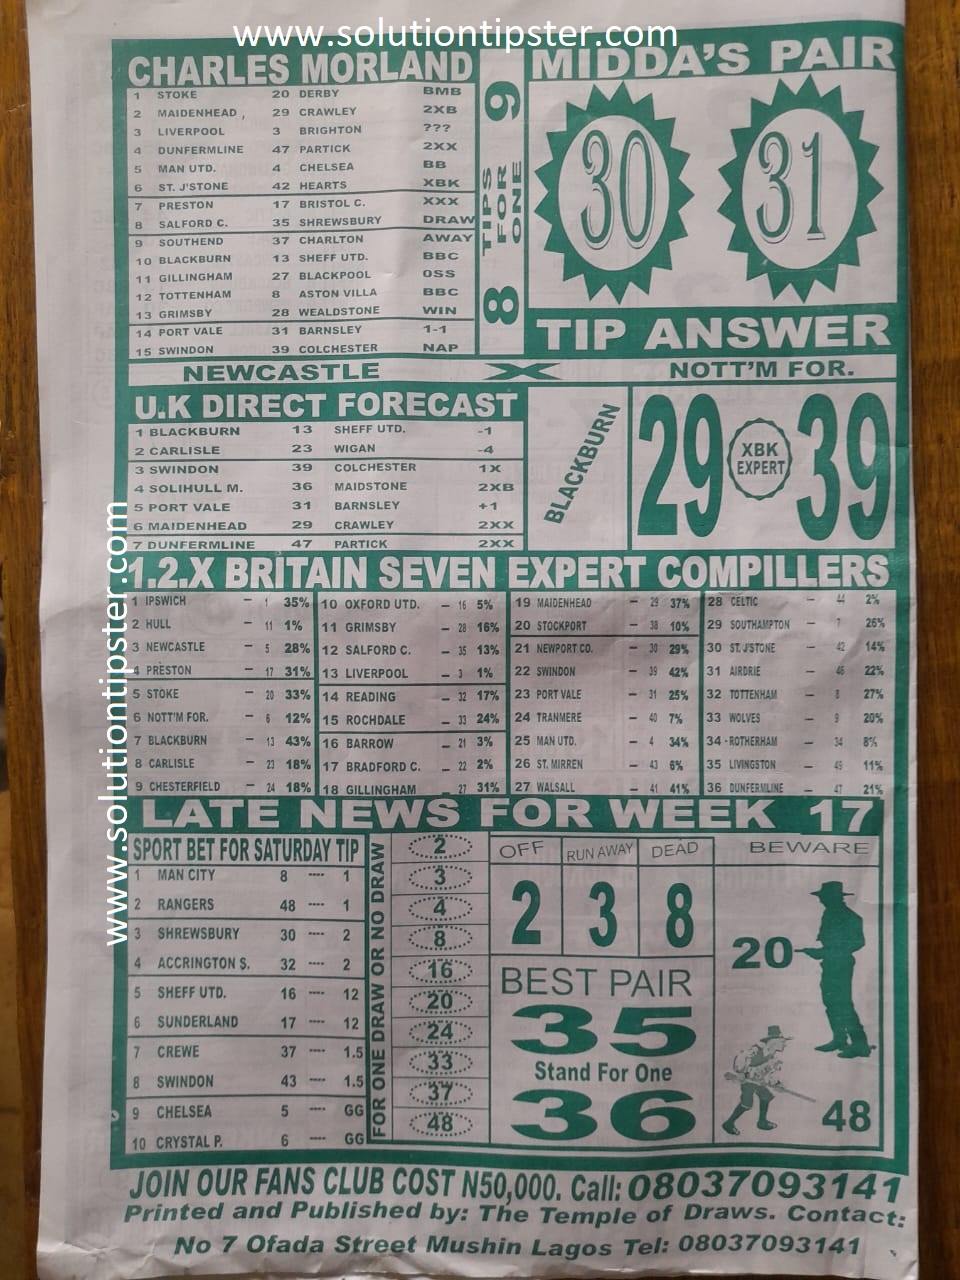 www.solutiontipster.com
CHARLES MORLAND
1 STOKE 20 DERBY BMB
2 MAIDENHEAD , 29 CRAWLEY 2XB
3 LIVERPOOL 3 BRIGHTON ???
4 DUNFERMLINE 47 PARTICK 2XX
5 MAN UTD. 4 CHELSEA BB
6 ST. J'STONE 42 HEARTS XBK
7 PRESTON 17 BRISTOL C. XXX
8 SALFORD C. 35 SHREWSBURY DRAW
9 SOUTHEND 37 CHARLTON AWAY
10 BLACKBURN 13 SHEFF UTD. BBC
11 GILLINGHAM 27 BLACKPOOL OSS
12 TOTTENHAM 8 ASTON VILLA BBC
13 GRIMSBY 28 WEALDSTONE WIN
14 PORT VALE 31 BARNSLEY 1-1
15 SWINDON 39 COLCHESTER NAP
8 TIPS FOR ONE 9
MIDDA'S PAIR
30 31
TIP ANSWER
NEWCASTLE X NOTT'M FOR.
U.K DIRECT FORECAST
1 BLACKBURN 13 SHEFF UTD. -1
2 CARLISLE 23 WIGAN -4
3 SWINDON 39 COLCHESTER 1X
4 SOLIHULL M. 36 MAIDSTONE 2XB
5 PORT VALE 31 BARNSLEY +1
6 MAIDENHEAD 29 CRAWLEY 2XX
7 DUNFERMLINE 47 PARTICK 2XX
BLACKBURN
29 XBK EXPERT 39
1.2.X BRITAIN SEVEN EXPERT COMPILLERS
1 IPSWICH - 1 35%
2 HULL - 11 1%
3 NEWCASTLE - 5 28%
4 PRESTON - 17 31%
5 STOKE - 20 33%
6 NOTT'M FOR. - 6 12%
7 BLACKBURN - 13 43%
8 CARLISLE - 23 18%
9 CHESTERFIELD - 24 18%
10 OXFORD UTD. - 16 5%
11 GRIMSBY - 28 16%
12 SALFORD C. - 35 13%
13 LIVERPOOL - 3 1%
14 READING - 32 17%
15 ROCHDALE - 33 24%
16 BARROW - 21 3%
17 BRADFORD C. - 22 2%
18 GILLINGHAM - 27 31%
19 MAIDENHEAD - 29 37%
20 STOCKPORT - 38 10%
21 NEWPORT CO. - 30 29%
22 SWINDON - 39 42%
23 PORT VALE - 31 25%
24 TRANMERE - 40 7%
25 MAN UTD. - 4 34%
26 ST. MIRREN - 43 6%
27 WALSALL - 41 41%
28 CELTIC - 44 2%
29 SOUTHAMPTON - 7 26%
30 ST. J'STONE - 42 14%
31 AIRDRIE - 46 22%
32 TOTTENHAM - 8 27%
33 WOLVES - 9 20%
34 - ROTHERHAM - 34 8%
35 LIVINGSTON - 49 11%
36 DUNFERMLINE - 47 21%
www.solutiontipster.com
LATE NEWS FOR WEEK 17
SPORT BET FOR SATURDAY TIP
1 MAN CITY 8 ---- 1
2 RANGERS 48 ---- 1
3 SHREWSBURY 30 ---- 2
4 ACCRINGTON S. 32 ---- 2
5 SHEFF UTD. 16 ---- 12
6 SUNDERLAND 17 ---- 12
7 CREWE 37 ---- 1.5
8 SWINDON 43 ---- 1.5
9 CHELSEA 5 ---- GG
10 CRYSTAL P. 6 ---- GG
FOR ONE DRAW OR NO DRAW
2
3
4
8
16
20
24
33
37
48
OFF RUN AWAY DEAD
2 3 8
BEST PAIR
35
Stand For One
36
BEWARE
20
48
JOIN OUR FANS CLUB COST N50,000. Call: 08037093141
Printed and Published by: The Temple of Draws. Contact:
No 7 Ofada Street Mushin Lagos Tel: 08037093141